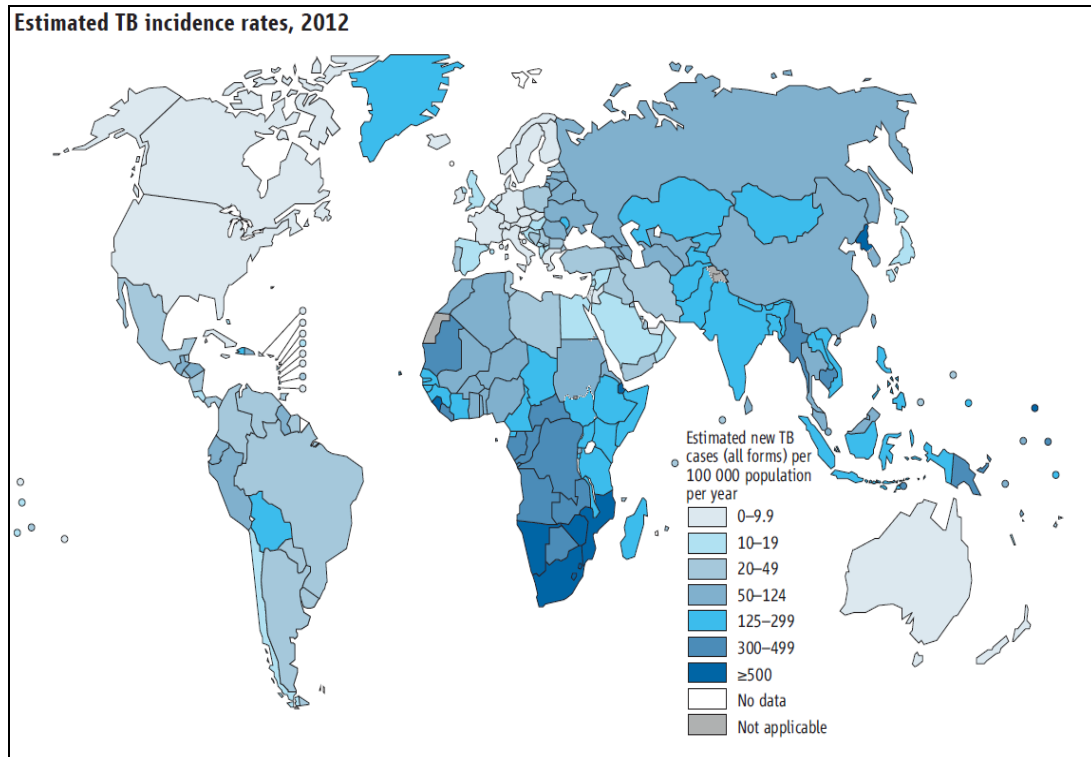 Estimated TB incidence rates, 2012
Estimated new TB
cases (all forms) per
100 000 population
per year
0–9.9
10–19
20–49
50–124
125–299
300–499
≥500
No data
Not applicable